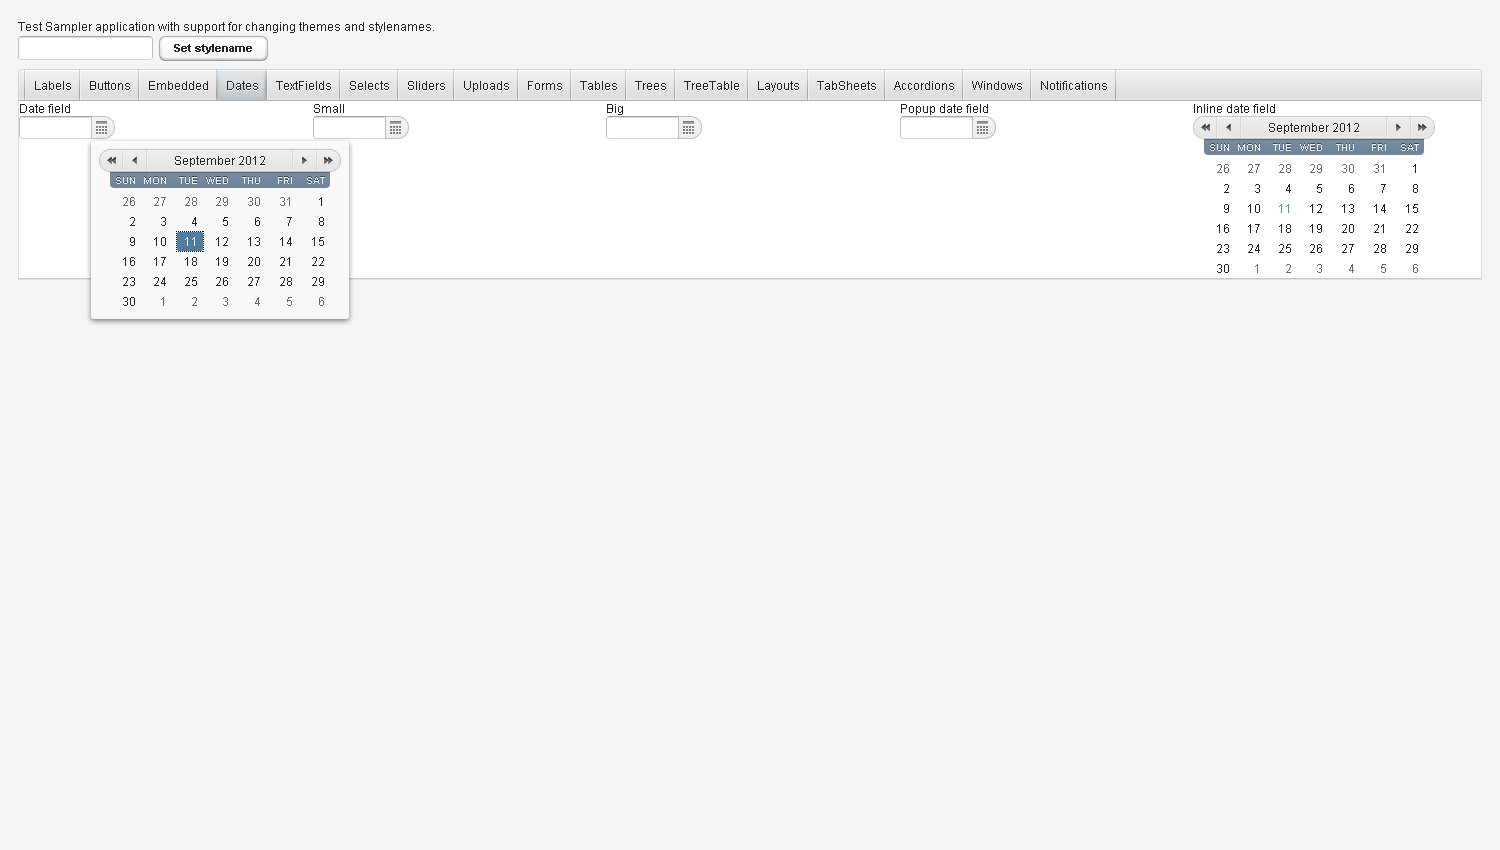 Test Sampler application with support for changing themes and stylenames.
Set stylename
Labels Buttons Embedded Dates TextFields Selects Sliders Uploads Forms Tables Trees TreeTable Layouts TabSheets Accordions Windows Notifications
Date field Small Big Popup date field Inline date field
September 2012
SUN MON TUE WED THU FRI SAT
26 27 28 29 30 31 1
2 3 4 5 6 7 8
9 10 11 12 13 14 15
16 17 18 19 20 21 22
23 24 25 26 27 28 29
30 1 2 3 4 5 6
September 2012
SUN MON TUE WED THU FRI SAT
26 27 28 29 30 31 1
2 3 4 5 6 7 8
9 10 11 12 13 14 15
16 17 18 19 20 21 22
23 24 25 26 27 28 29
30 1 2 3 4 5 6